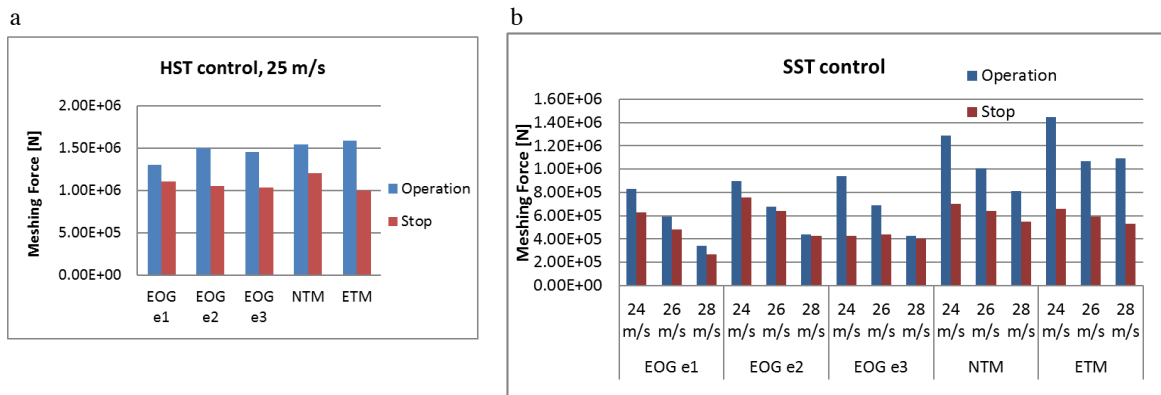 a
HST control, 25 m/s
Meshing Force [N]
2.00E+06
1.50E+06
1.00E+06
5.00E+05
0.00E+00
EOG e1
EOG e2
EOG e3
NTM
ETM
Operation
Stop
b
SST control
Operation
Stop
Meshing Force [N]
1.60E+06
1.40E+06
1.20E+06
1.00E+06
8.00E+05
6.00E+05
4.00E+05
2.00E+05
0.00E+00
24 26 28 24 26 28 24 26 28 24 26 28 24 26 28
m/s m/s m/s m/s m/s m/s m/s m/s m/s m/s m/s m/s m/s m/s m/s
EOG e1 EOG e2 EOG e3 NTM ETM